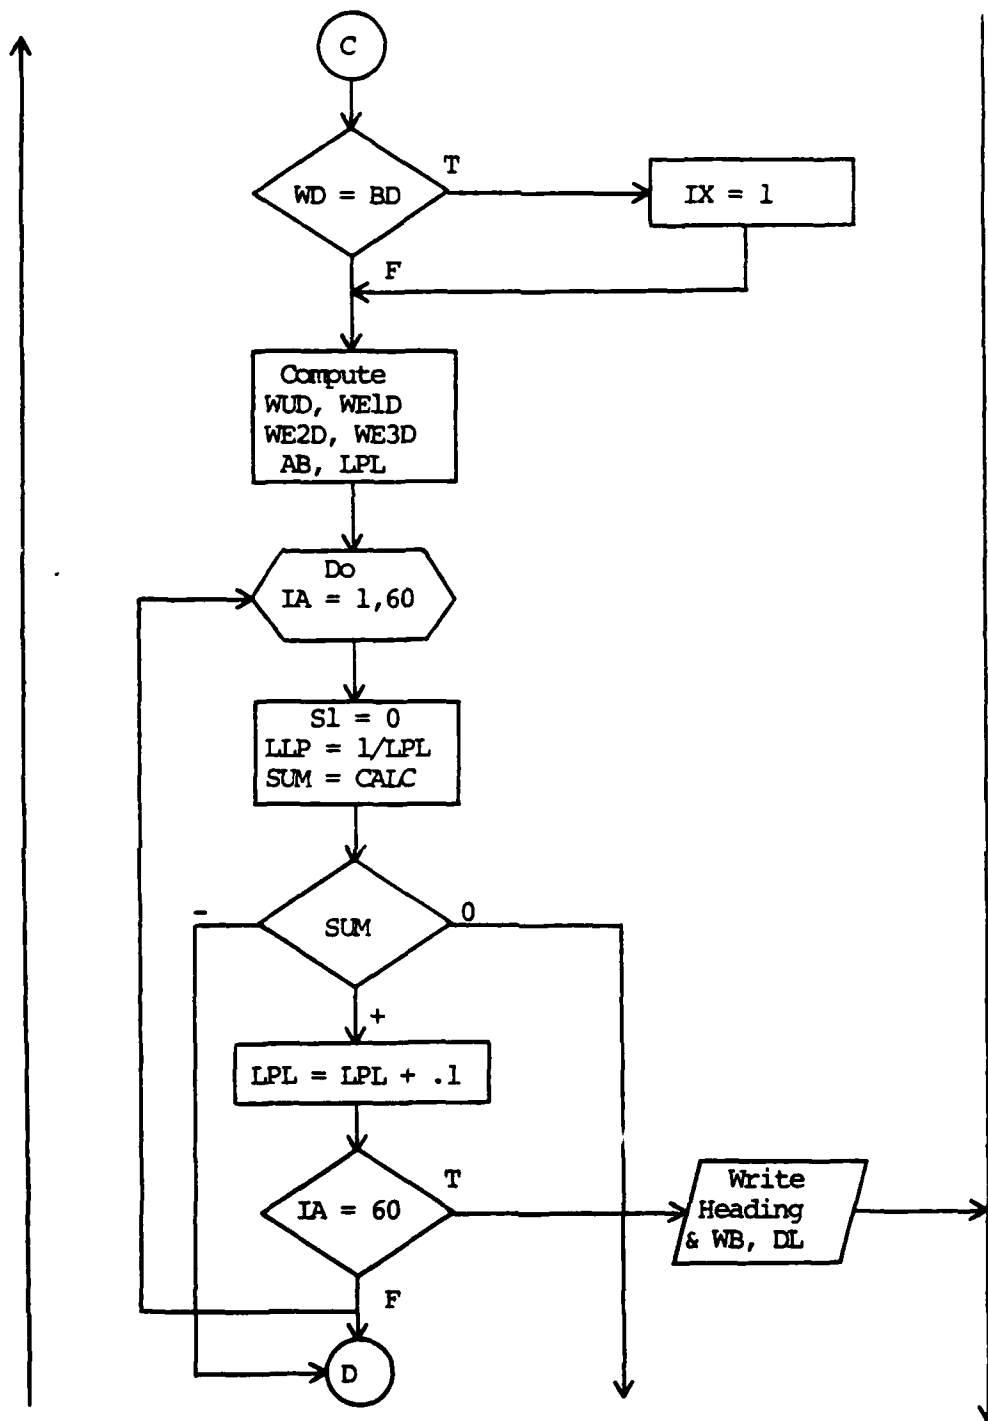 C
WD = BD
T
IX = 1
F
Compute
WUD, WE1D
WE2D, WE3D
AB, LPL
Do
IA = 1,60
S1 = 0
LLP = 1/LPL
SUM = CALC
-
SUM
0
+
LPL = LPL + .1
IA = 60
T
Write
Heading
& WB, DL
F
D